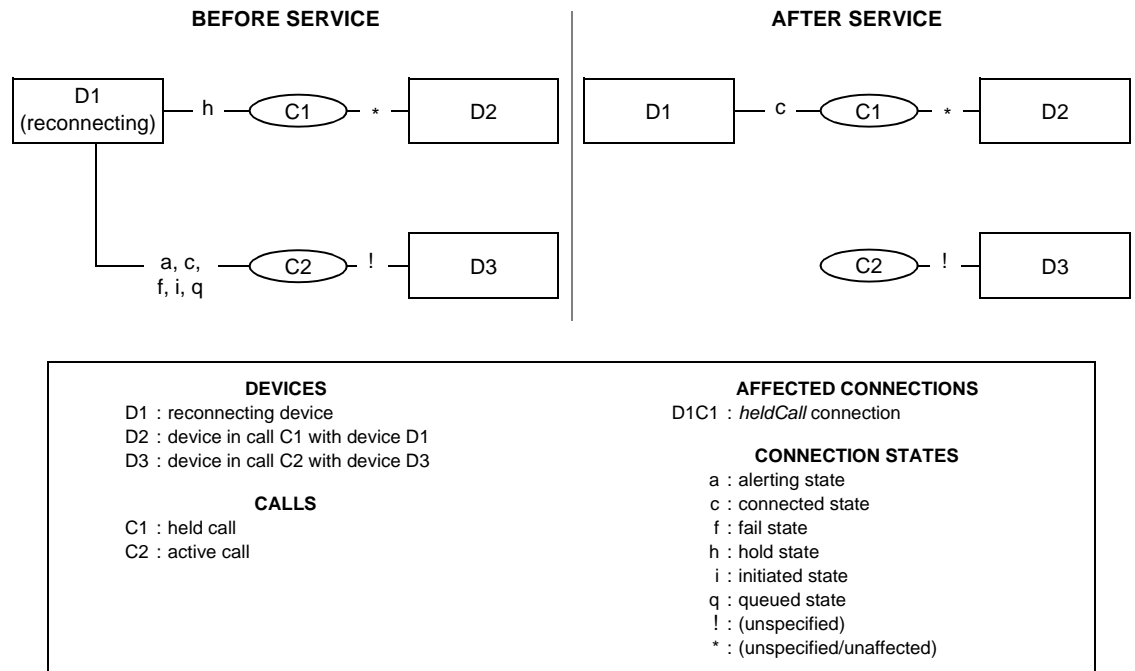 BEFORE SERVICE
D1
(reconnecting)
h
C1
*
D2
a, c,
f, i, q
C2
!
D3
AFTER SERVICE
D1
c
C1
*
D2
C2
!
D3
DEVICES
D1 : reconnecting device
D2 : device in call C1 with device D1
D3 : device in call C2 with device D3
CALLS
C1 : held call
C2 : active call
AFFECTED CONNECTIONS
D1C1 : heldCall connection
CONNECTION STATES
a : alerting state
c : connected state
f : fail state
h : hold state
i : initiated state
q : queued state
! : (unspecified)
* : (unspecified/unaffected)